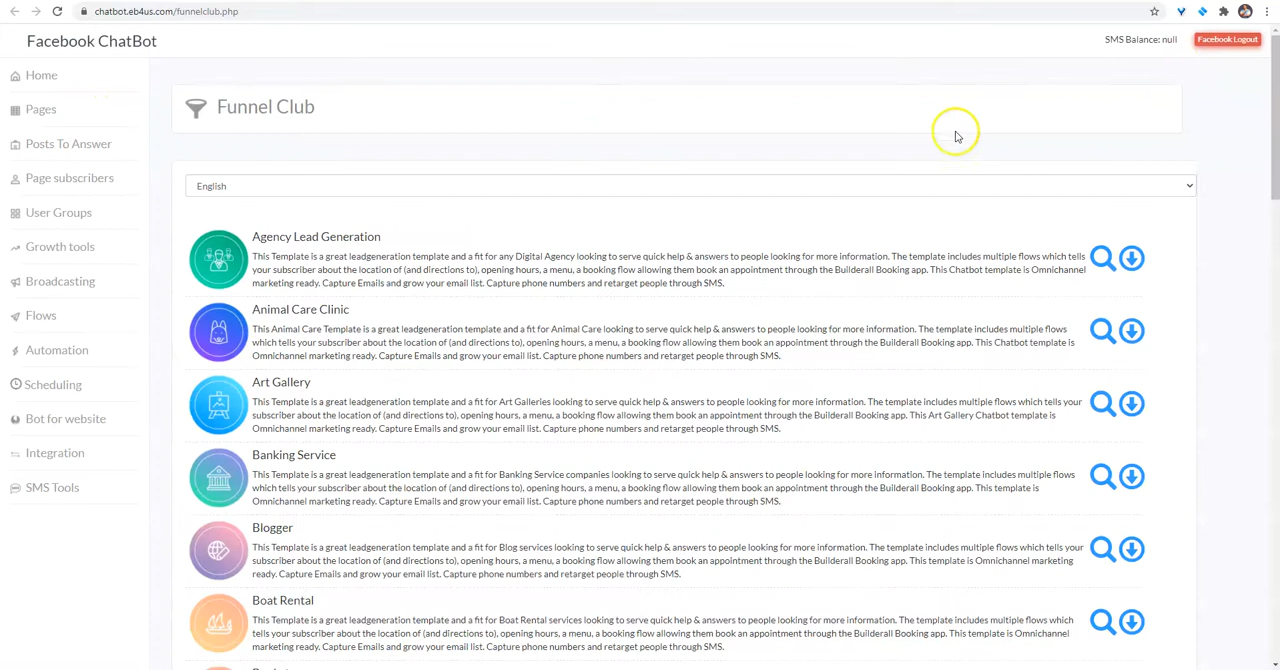 chatbot.eb4us.com/funnelclub.php
Facebook ChatBot
SMS Balance: null
Facebook Logout
Home
Pages
Posts To Answer
Page subscribers
User Groups
Growth tools
Broadcasting
Flows
Automation
Scheduling
Bot for website
Integration
SMS Tools
Funnel Club
English
Agency Lead Generation
This Template is a great leadgeneration template and a fit for any Digital Agency looking to serve quick help & answers to people looking for more information. The template includes multiple flows which tells
your subscriber about the location of (and directions to), opening hours, a menu, a booking flow allowing them book an appointment through the Builderall Booking app. This Chatbot template is Omnichannel
marketing ready. Capture Emails and grow your email list. Capture phone numbers and retarget people through SMS.
Animal Care Clinic
This Animal Care Template is a great leadgeneration template and a fit for Animal Care looking to serve quick help & answers to people looking for more information. The template includes multiple flows
which tells your subscriber about the location of (and directions to), opening hours, a menu, a booking flow allowing them book an appointment through the Builderall Booking app. This Chatbot template is
Omnichannel marketing ready. Capture Emails and grow your email list. Capture phone numbers and retarget people through SMS.
Art Gallery
This Template is a great leadgeneration template and a fit for Art Galleries looking to serve quick help & answers to people looking for more information. The template includes multiple flows which tells your
subscriber about the location of (and directions to), opening hours, a menu, a booking flow allowing them book an appointment through the Builderall Booking app. This Art Gallery Chatbot template is
Omnichannel marketing ready. Capture Emails and grow your email list. Capture phone numbers and retarget people through SMS.
Banking Service
This Template is a great leadgeneration template and a fit for Banking Service companies looking to serve quick help & answers to people looking for more information. The template includes multiple flows
which tells your subscriber about the location of (and directions to), opening hours, a menu, a booking flow allowing them book an appointment through the Builderall Booking app. This template is
Omnichannel marketing ready. Capture Emails and grow your email list. Capture phone numbers and retarget people through SMS.
Blogger
This Template is a great leadgeneration template and a fit for Blog services looking to serve quick help & answers to people looking for more information. The template includes multiple flows which tells your
subscriber about the location of (and directions to), opening hours, a menu, a booking flow allowing them book an appointment through the Builderall Booking app. This template is Omnichannel marketing
ready. Capture Emails and grow your email list. Capture phone numbers and retarget people through SMS.
Boat Rental
This Template is a great leadgeneration template and a fit for Boat Rental services looking to serve quick help & answers to people looking for more information. The template includes multiple flows which
tells your subscriber about the location of (and directions to), opening hours, a menu, a booking flow allowing them book an appointment through the Builderall Booking app. This template is Omnichannel
marketing ready. Capture Emails and grow your email list. Capture phone numbers and retarget people through SMS.